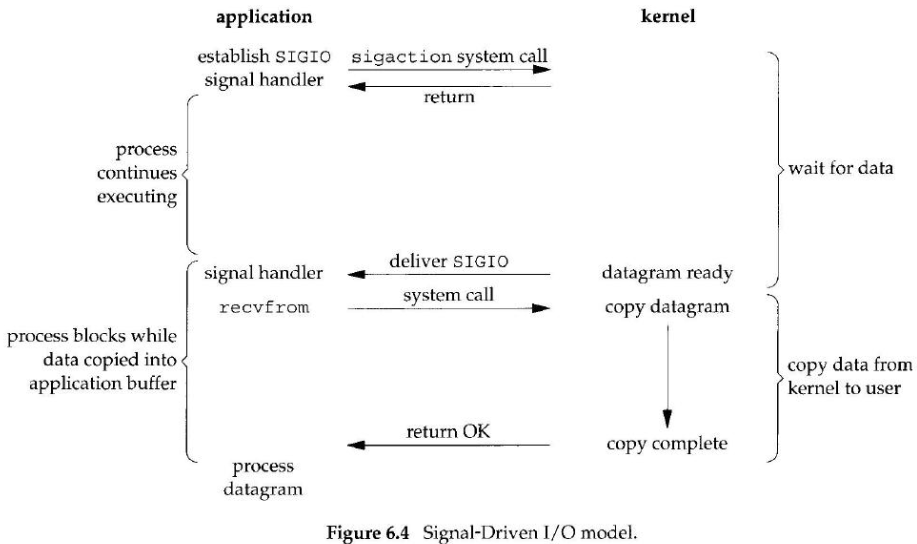 application kernel
establish SIGIO sigaction system call
signal handler
return
process
continues
executing
wait for data
deliver SIGIO
signal handler datagram ready
system call
recvfrom copy datagram
process blocks while
data copied into
application buffer
copy data from
kernel to user
return OK
copy complete
process
datagram
Figure 6.4 Signal-Driven I/O model.